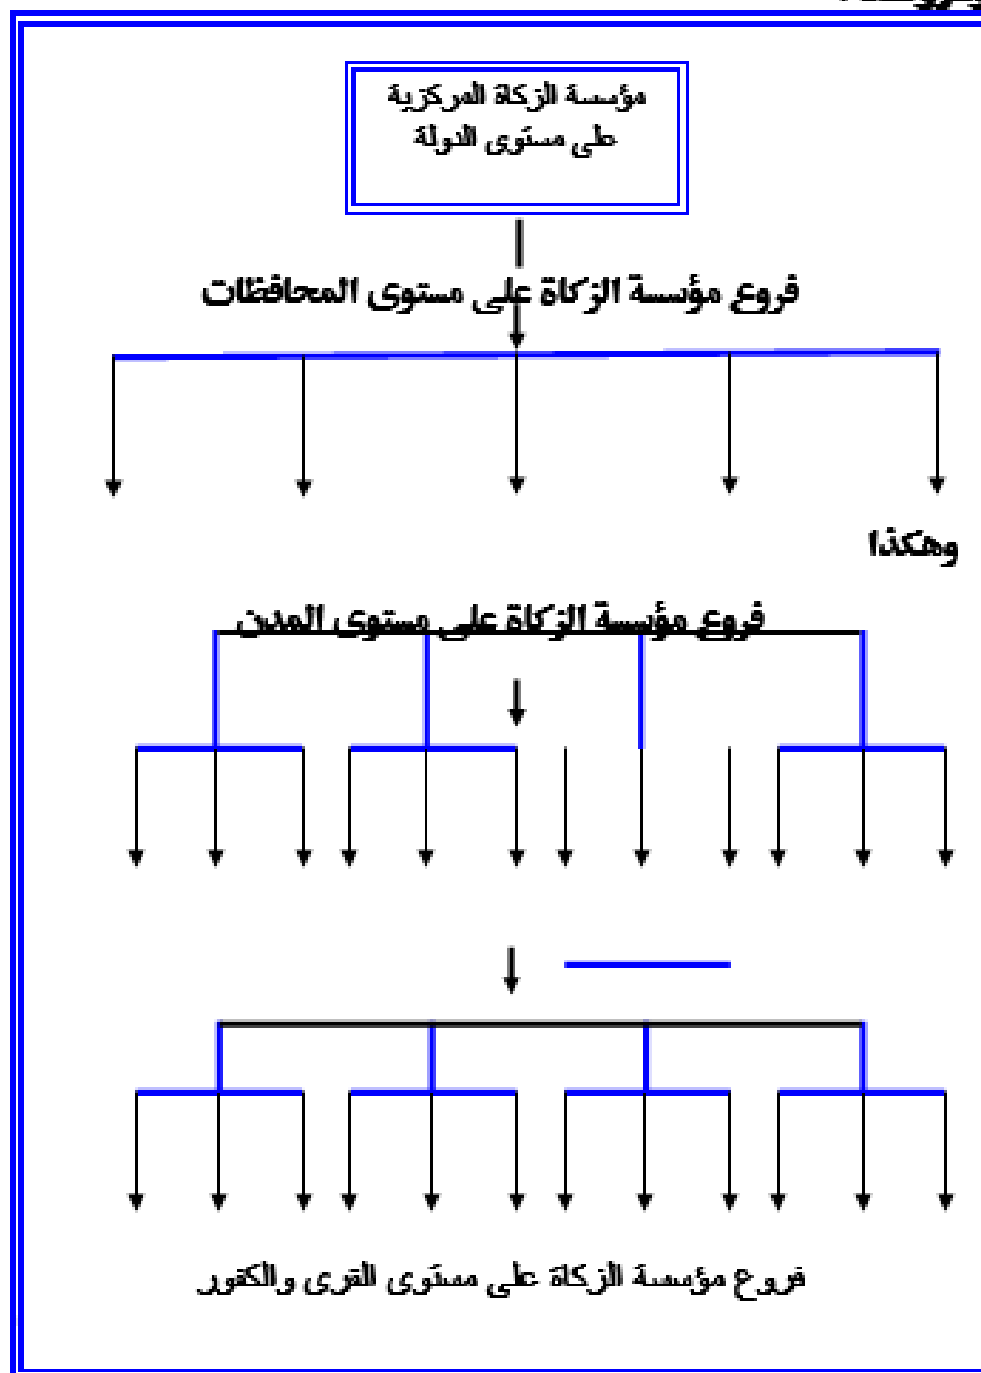 مؤسسة الزكاة المركزية
على مستوى الدولة
فروع مؤسسة الزكاة على مستوى المحافظات
وهكذا
فروع مؤسسة الزكاة على مستوى المدن
فروع مؤسسة الزكاة على مستوى القرى والكفور